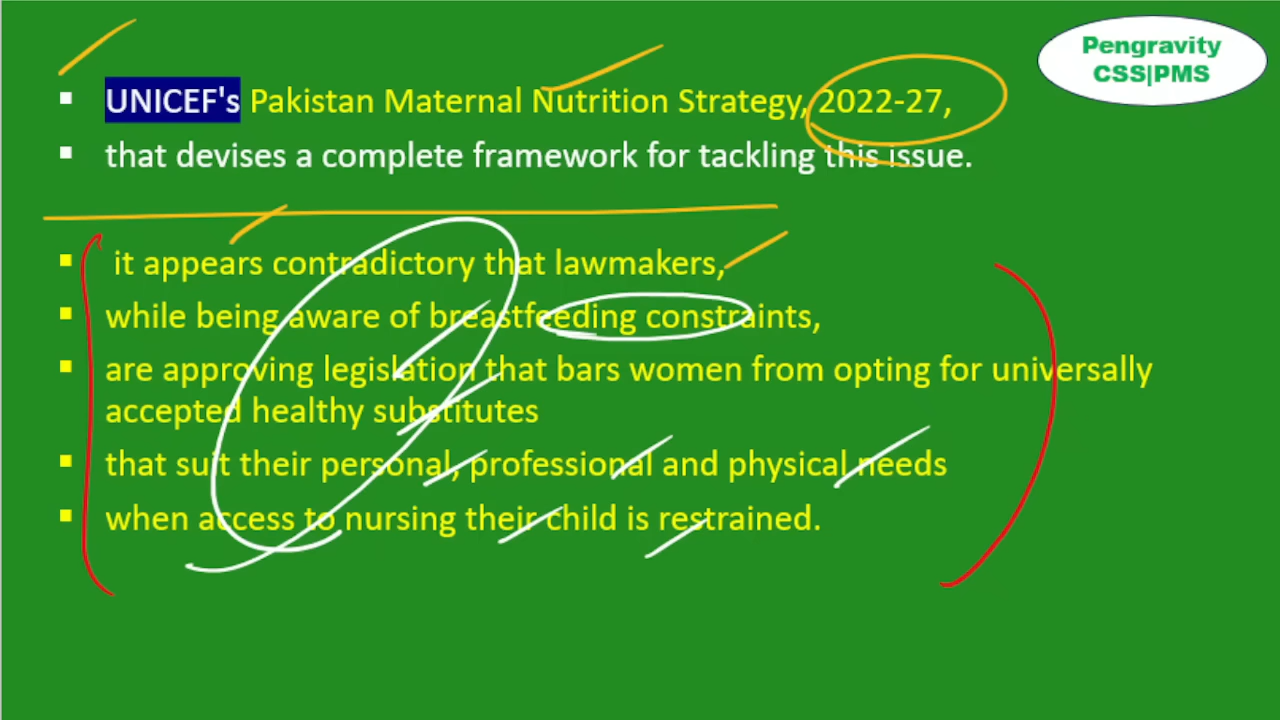 Pengravity
CSS|PMS
▪ UNICEF's Pakistan Maternal Nutrition Strategy, 2022-27,
▪ that devises a complete framework for tackling this issue.
▪ it appears contradictory that lawmakers,
▪ while being aware of breastfeeding constraints,
▪ are approving legislation that bars women from opting for universally
accepted healthy substitutes
▪ that suit their personal, professional and physical needs
▪ when access to nursing their child is restrained.